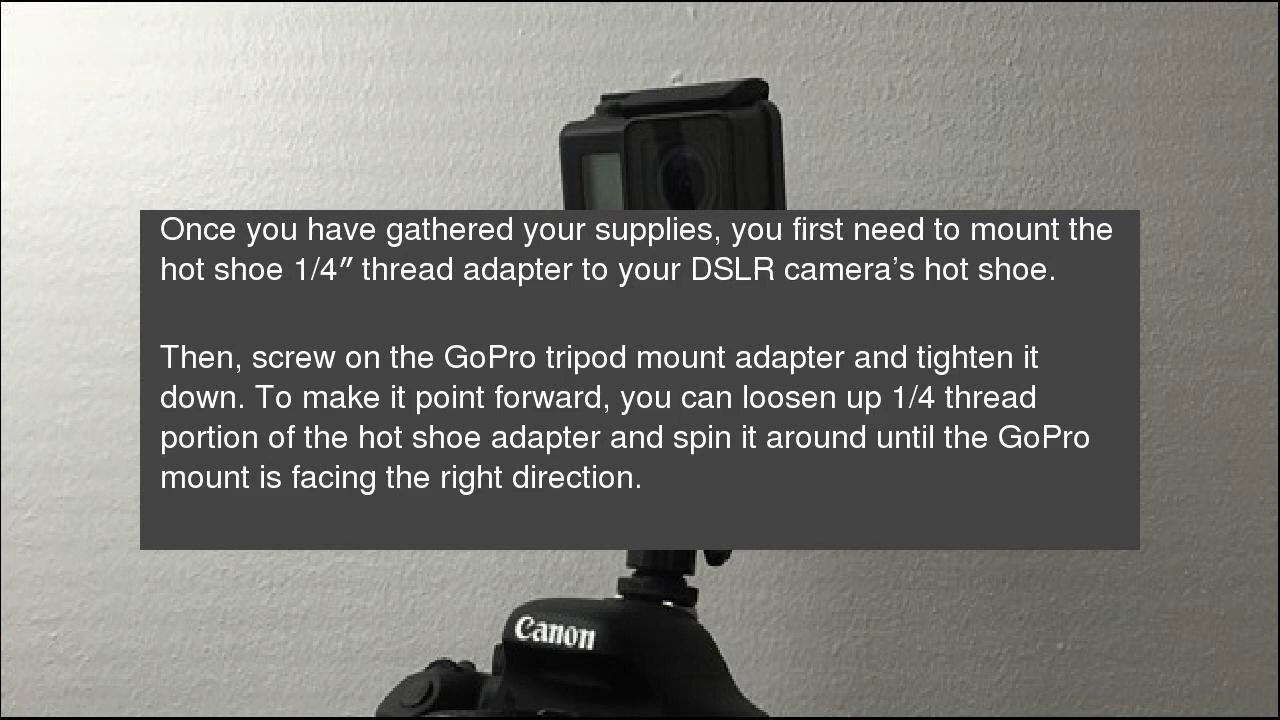 Once you have gathered your supplies, you first need to mount the
hot shoe 1/4″ thread adapter to your DSLR camera’s hot shoe.
Then, screw on the GoPro tripod mount adapter and tighten it
down. To make it point forward, you can loosen up 1/4 thread
portion of the hot shoe adapter and spin it around until the GoPro
mount is facing the right direction.
Canon